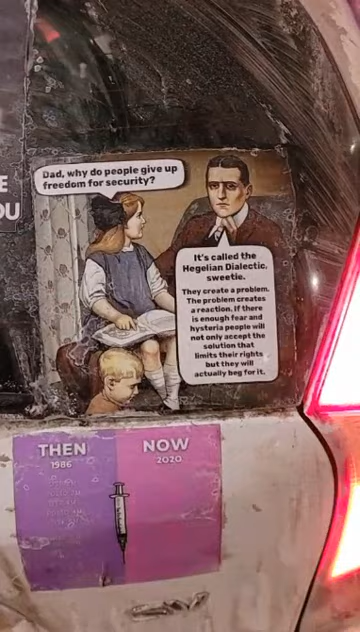 E
OU
Dad, why do people give up
freedom for security?
It's called the
Hegelian Dialectic,
sweetie.
They create a problem.
The problem creates
a reaction. If there
is enough fear and
hysteria people will
not only accept the
solution that
limits their rights
but they will
actually beg for it.
THEN
1986
NOW
2020